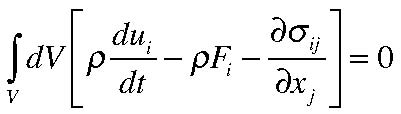 ∫_V dV [ ρ du_i/dt − ρF_i − ∂σ_ij/∂x_j ] = 0